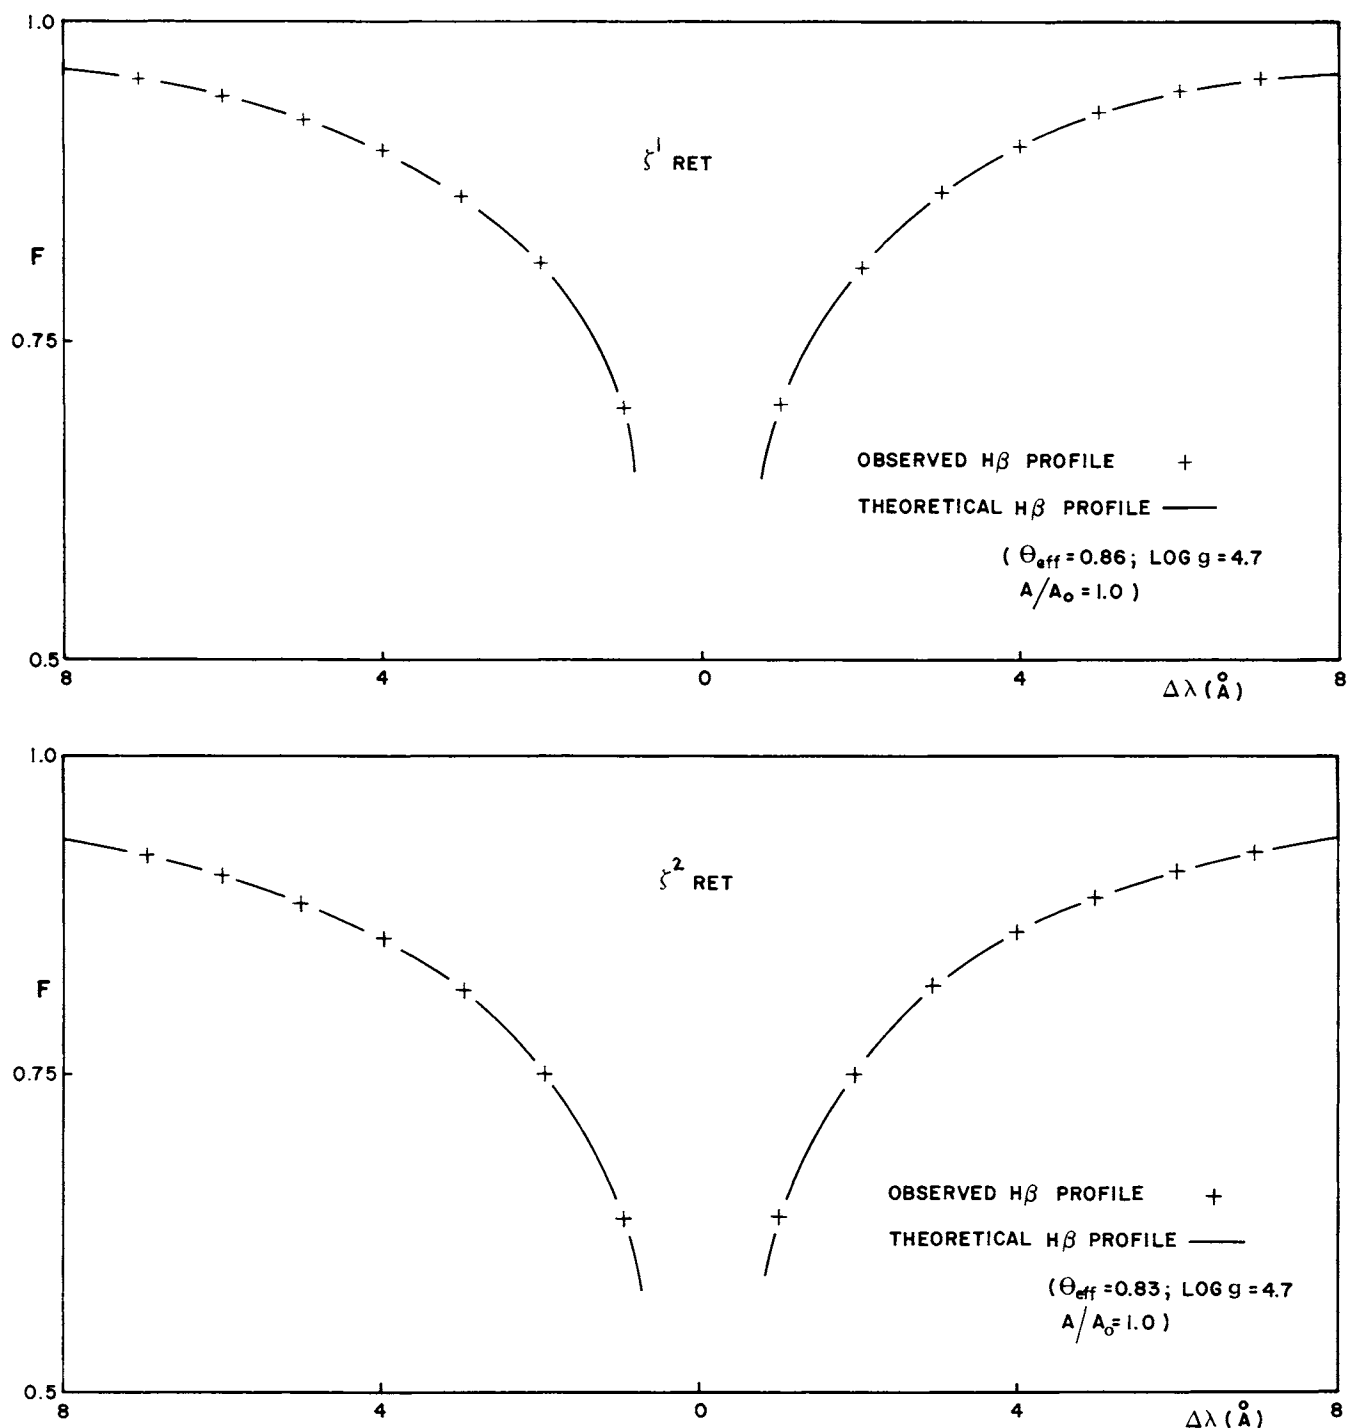 1.0
ζ¹ RET
F
0.75
OBSERVED Hβ PROFILE +
THEORETICAL Hβ PROFILE —
( Θeff = 0.86 ; LOG g = 4.7
A/A₀ = 1.0 )
0.5
8 4 0 4 8
Δλ (Å)
1.0
ζ² RET
F
0.75
OBSERVED Hβ PROFILE +
THEORETICAL Hβ PROFILE —
( Θeff = 0.83 ; LOG g = 4.7
A/A₀ = 1.0 )
0.5
8 4 0 4 8
Δλ (Å)